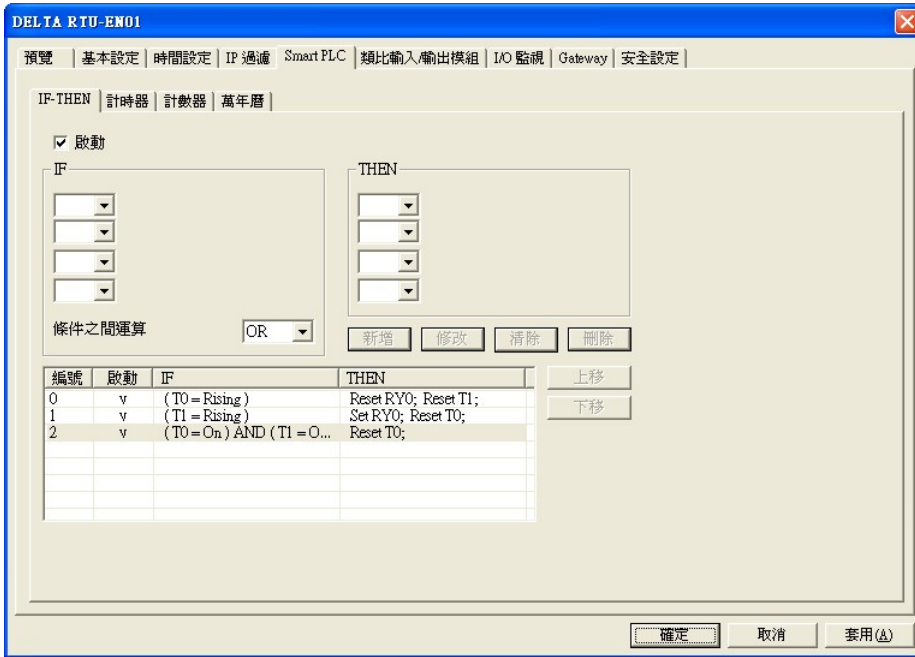 DELTA RTU-EN01
預覽 基本設定 時間設定 IP 過濾 Smart PLC 類比輸入/輸出模組 I/O 監視 Gateway 安全設定
IF-THEN 計時器 計數器 萬年曆
啟動
IF THEN
條件之間運算 OR 新增 修改 清除 刪除
編號 啟動 IF THEN 上移
0 v (T0=Rising) Reset RY0; Reset T1;
下移
1 v (T1=Rising) Set RY0; Reset T0;
2 v (T0=On) AND (T1=O... Reset T0;
確定 取消 套用(A)